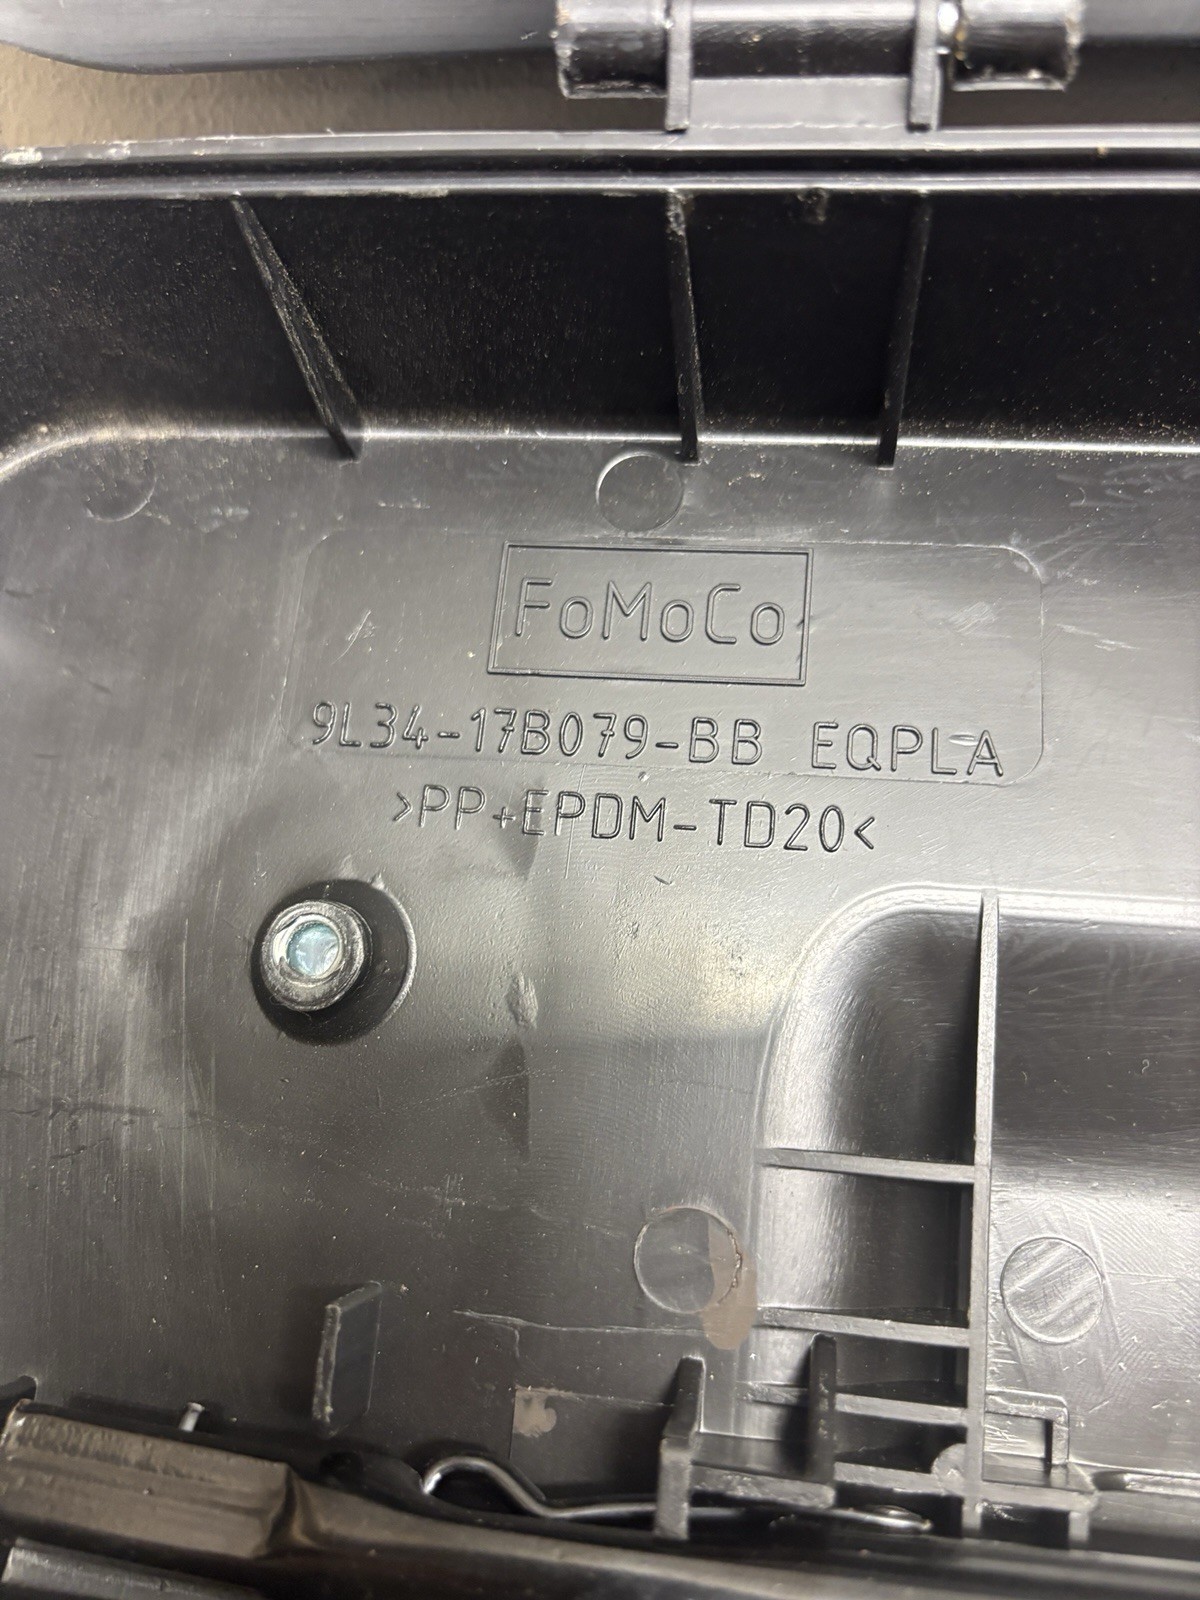 FoMoCo
9L34-17B079-BB EQPLA
>PP+EPDM-TD20<